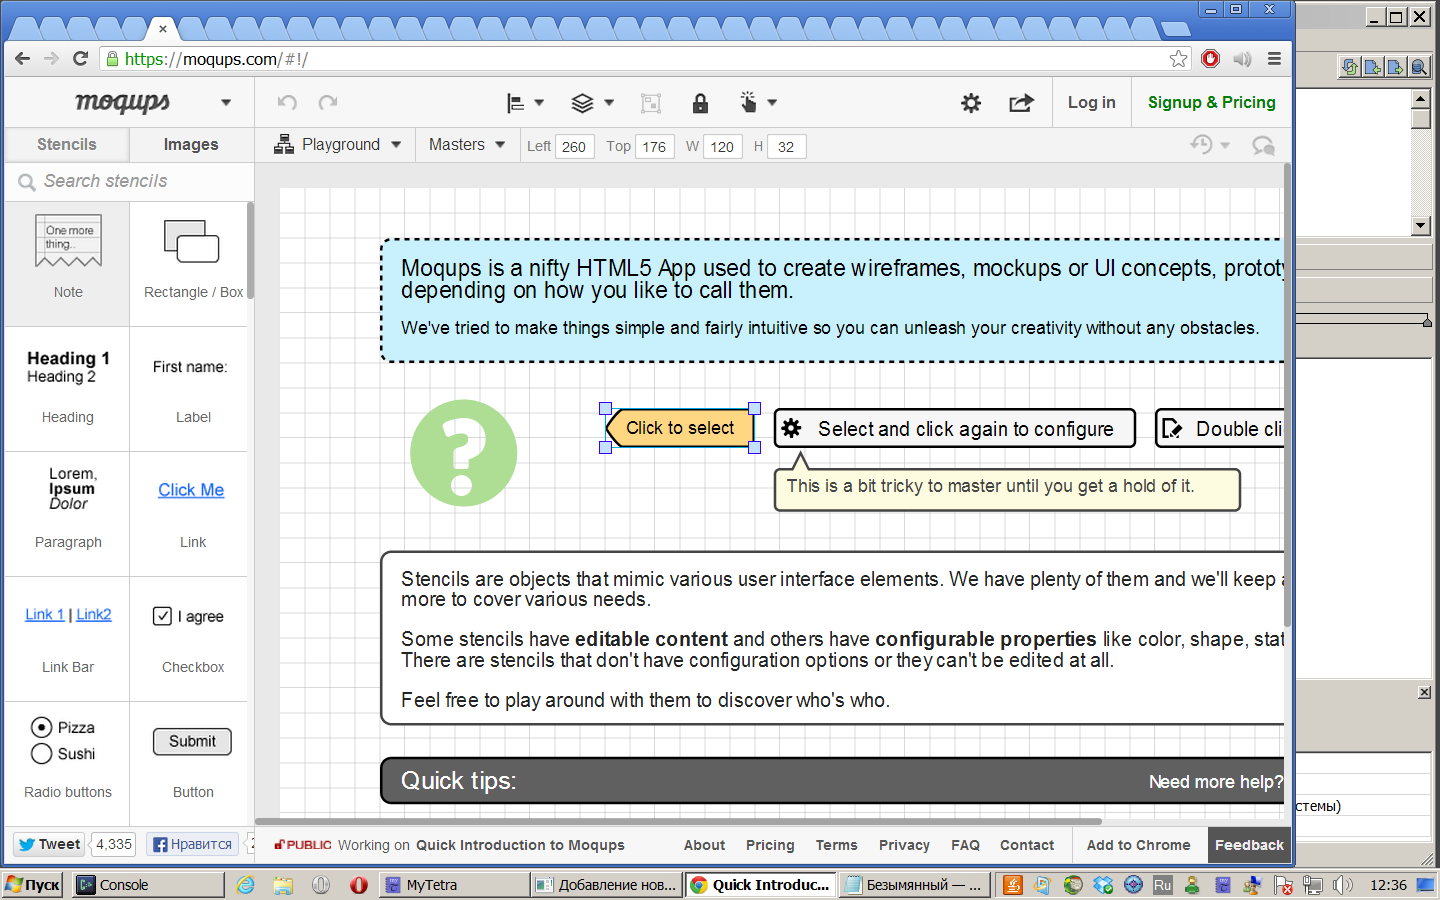 https://moqups.com/#!/
moqups
Log in
Signup & Pricing
Stencils
Images
Playground
Masters
Left 260
Top 176
W 120
H 32
Search stencils
One more
thing..
Note
Rectangle / Box
Heading 1
Heading 2
Heading
First name:
Label
Lorem,
Ipsum
Dolor
Paragraph
Click Me
Link
Link 1 | Link2
Link Bar
I agree
Checkbox
Pizza
Sushi
Radio buttons
Submit
Button
Moqups is a nifty HTML5 App used to create wireframes, mockups or UI concepts, prototy
depending on how you like to call them.
We've tried to make things simple and fairly intuitive so you can unleash your creativity without any obstacles.
?
Click to select
Select and click again to configure
Double cli
This is a bit tricky to master until you get a hold of it.
Stencils are objects that mimic various user interface elements. We have plenty of them and we'll keep a
more to cover various needs.
Some stencils have editable content and others have configurable properties like color, shape, stat
There are stencils that don't have configuration options or they can't be edited at all.
Feel free to play around with them to discover who's who.
Quick tips:
Need more help?
стемы)
Tweet 4,335
Нравится
PUBLIC Working on Quick Introduction to Moqups
About
Pricing
Terms
Privacy
FAQ
Contact
Add to Chrome
Feedback
Пуск
Console
MyTetra
Добавление нов...
Quick Introduc...
Безымянный — ...
Ru
12:36